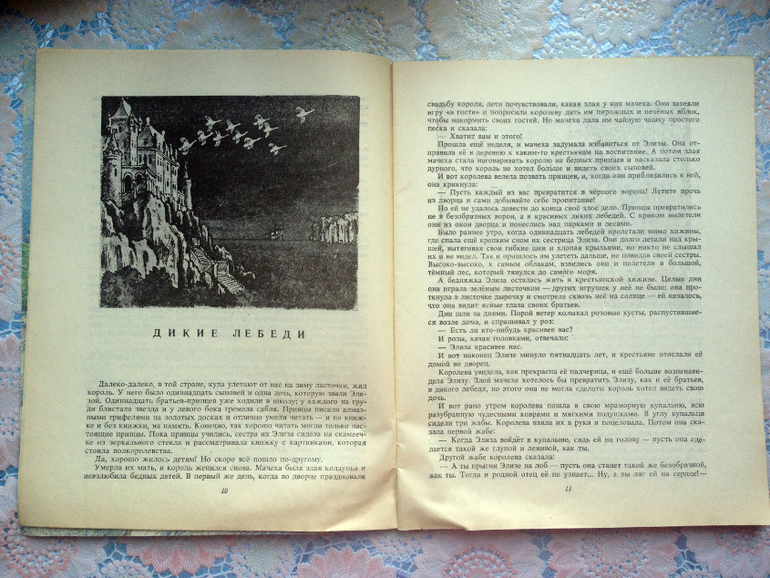 ДИКИЕ ЛЕБЕДИ
Далеко-далеко, в той стране, куда улетают от нас на зиму ласточки, жил
король. У него было одиннадцать сыновей и одна дочь, которую звали Эли-
зой. Одиннадцать братьев-принцев уже ходили в школу; у каждого на гру-
ди блистала звезда и у левого бока гремела сабля. Принцы писали алмаз-
ными грифелями на золотых досках и отлично умели читать — и по книж-
ке и без книжки, на память. Конечно, так хорошо читать могли только нас-
тоящие принцы. Пока принцы учились, сестра их Элиза сидела на скамееч-
ке из зеркального стекла и рассматривала книжку с картинками, которая
стоила полкоролевства.
Да, хорошо жилось детям! Но скоро всё пошло по-другому.
Умерла их мать, и король женился снова. Мачеха была злая колдунья и
невзлюбила бедных детей. В первый же день, когда во дворце праздновали
10
свадьбу короля, дети почувствовали, какая злая у них мачеха. Они затеяли
игру «в гости» и попросили королеву дать им пирожных и печёных яблок,
чтобы накормить своих гостей. Но мачеха дала им чайную чашку простого
песка и сказала:
— Хватит вам и этого!
Прошла ещё неделя, и мачеха задумала избавиться от Элизы. Она от-
правила её в деревню к каким-то крестьянам на воспитание. А потом злая
мачеха стала наговаривать королю на бедных принцев и насказала столько
дурного, что король не хотел больше и видеть своих сыновей.
И вот королева велела позвать принцев, и, когда они приблизились к ней,
она крикнула:
— Пусть каждый из вас превратится в чёрного ворона! Летите прочь
из дворца и сами добывайте себе пропитание!
Но ей не удалось довести до конца своё злое дело. Принцы превратились
не в безобразных ворон, а в красивых диких лебедей. С криком вылетели
они из окон дворца и понеслись над парками и лесами.
Было раннее утро, когда одиннадцать лебедей пролетали мимо хижины,
где спала ещё крепким сном их сестрица Элиза. Они долго летали над кры-
шей, вытягивая свои гибкие шеи и хлопая крыльями, но никто не слышал
их и не видел. Так и пришлось им улететь дальше, не повидав своей сестры.
Высоко-высоко, к самым облакам, взвились они и полетели в большой,
тёмный лес, который тянулся до самого моря.
А бедняжка Элиза осталась жить в крестьянской хижине. Целые дни
она играла зелёным листочком — других игрушек у неё не было; она про-
ткнула в листочке дырочку и смотрела сквозь неё на солнце — ей казалось,
что она видит ясные глаза своих братьев.
Дни шли за днями. Порой ветер колыхал розовые кусты, распустившие-
ся возле дома, и спрашивал у роз:
— Есть ли кто-нибудь красивее вас?
И розы, качая головками, отвечали:
— Элиза красивее нас.
И вот наконец Элизе минуло пятнадцать лет, и крестьяне отослали её
домой во дворец.
Королева увидела, как прекрасна её падчерица, и ещё больше возненави-
дела Элизу. Злой мачехе хотелось бы превратить Элизу, как и её братьев,
в дикого лебедя, но этого она не могла сделать: король хотел видеть свою
дочь.
И вот рано утром королева пошла в свою мраморную купальню, всю
разубранную чудесными коврами и мягкими подушками. В углу купальни
сидели три жабы. Королева взяла их в руки и поцеловала. Потом она ска-
зала первой жабе:
— Когда Элиза войдёт в купальню, сядь ей на голову — пусть она сде-
лается такой же глупой и ленивой, как ты.
Другой жабе королева сказала:
— А ты прыгни Элизе на лоб — пусть она станет такой же безобразной,
как ты. Тогда и родной отец её не узнает... Ну, а ты ляг ей на сердце!—
11